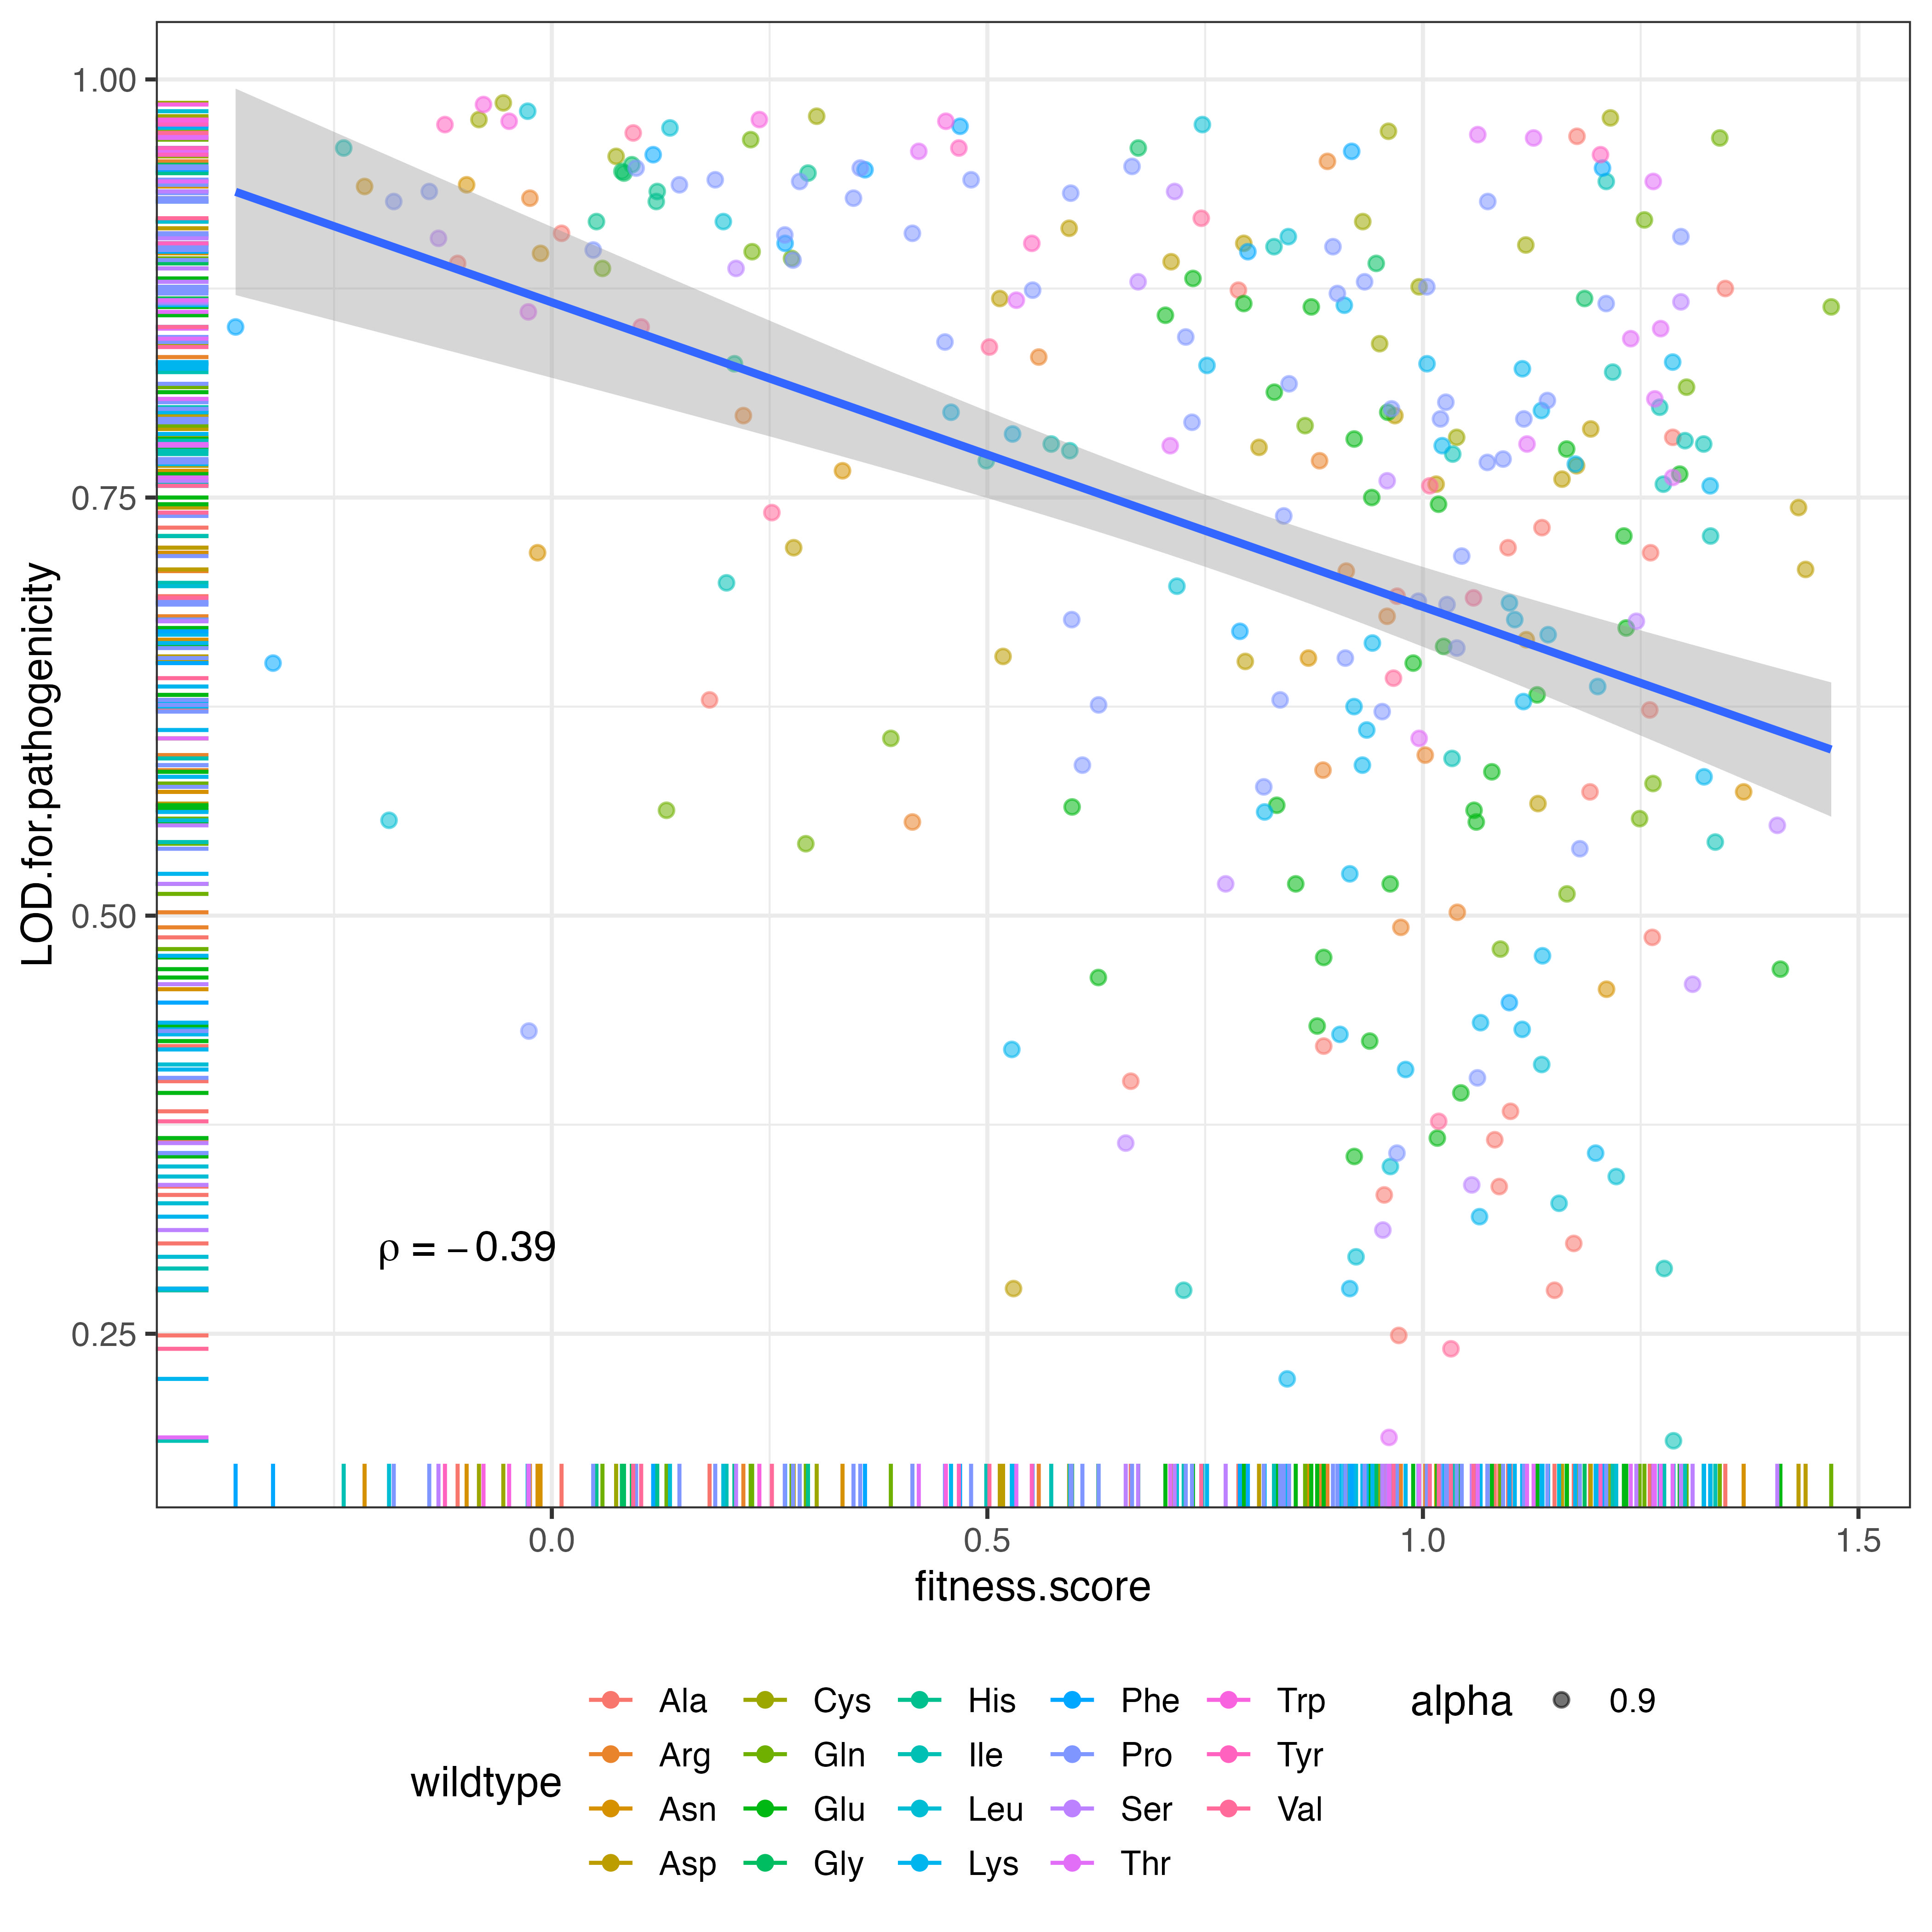 1.00
0.75
0.50
0.25
LOD.for.pathogenicity
ρ = − 0.39
0.0 0.5 1.0 1.5
fitness.score
wildtype
Ala Cys His Phe Trp
Arg Gln Ile Pro Tyr
Asn Glu Leu Ser Val
Asp Gly Lys Thr
alpha 0.9